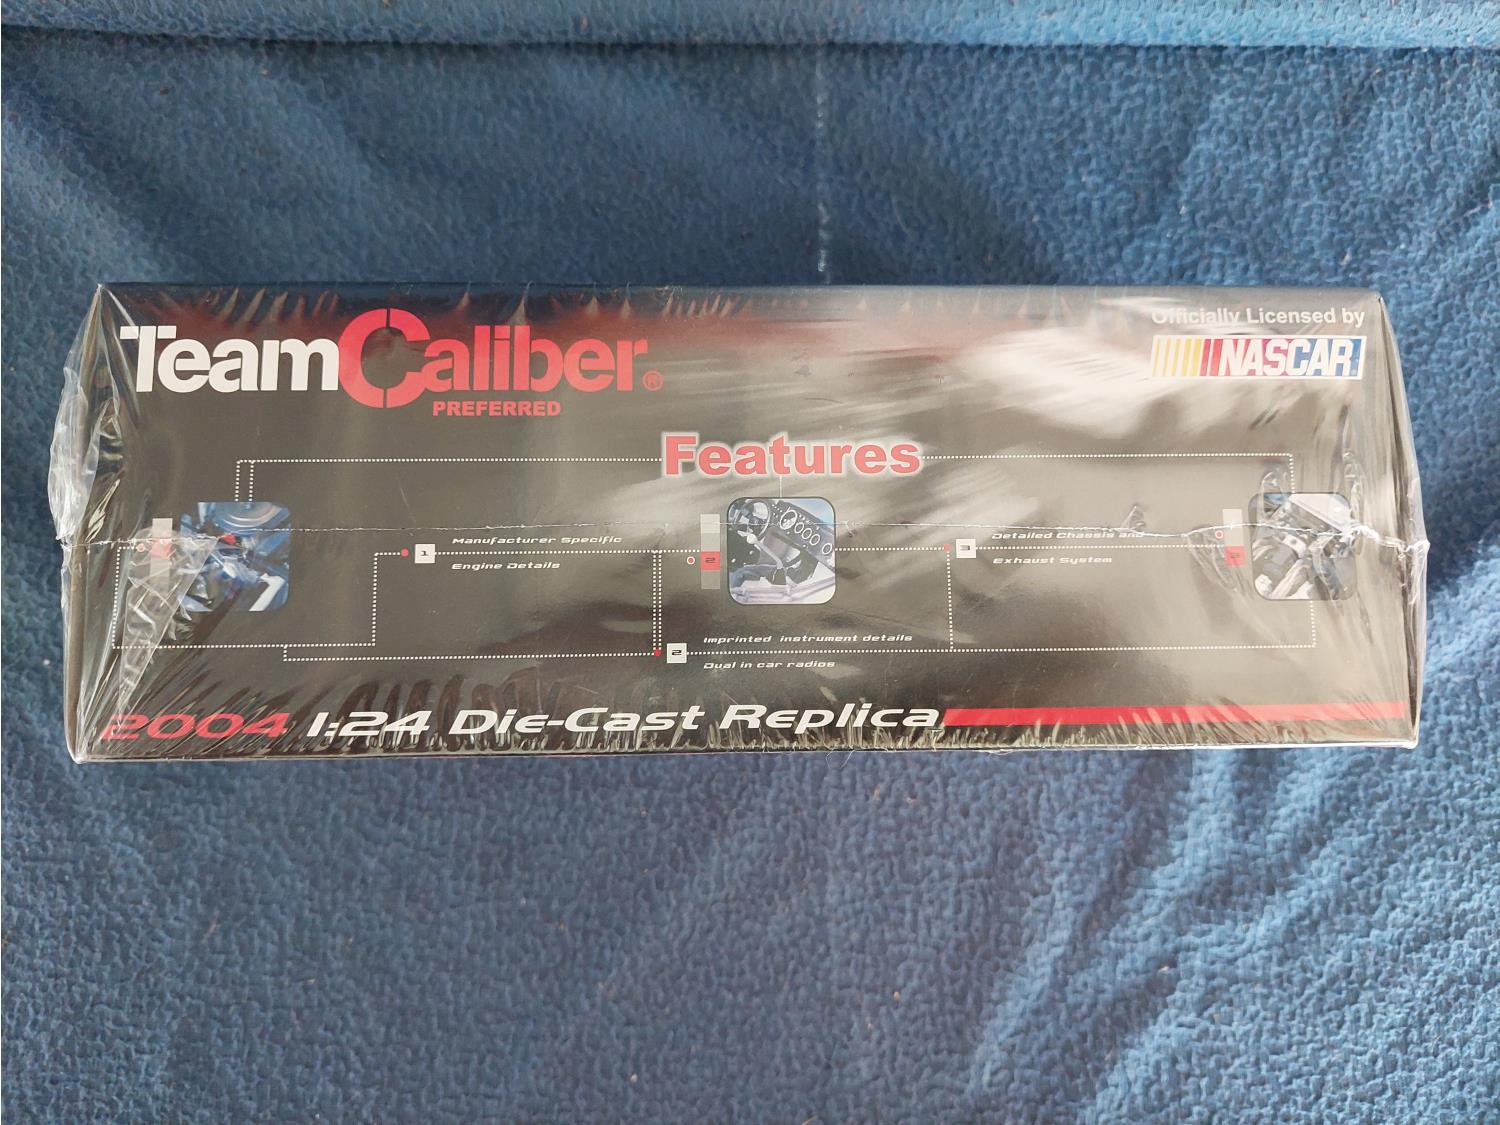 TeamCaliber®
PREFERRED
Officially Licensed by
NASCAR
Features
1
Manufacturer Specific
Engine Details
2
3
Detailed Chassis and
Exhaust System
2
Imprinted instrument details
Dual in car radios
2004 1:24 Die-Cast Replica